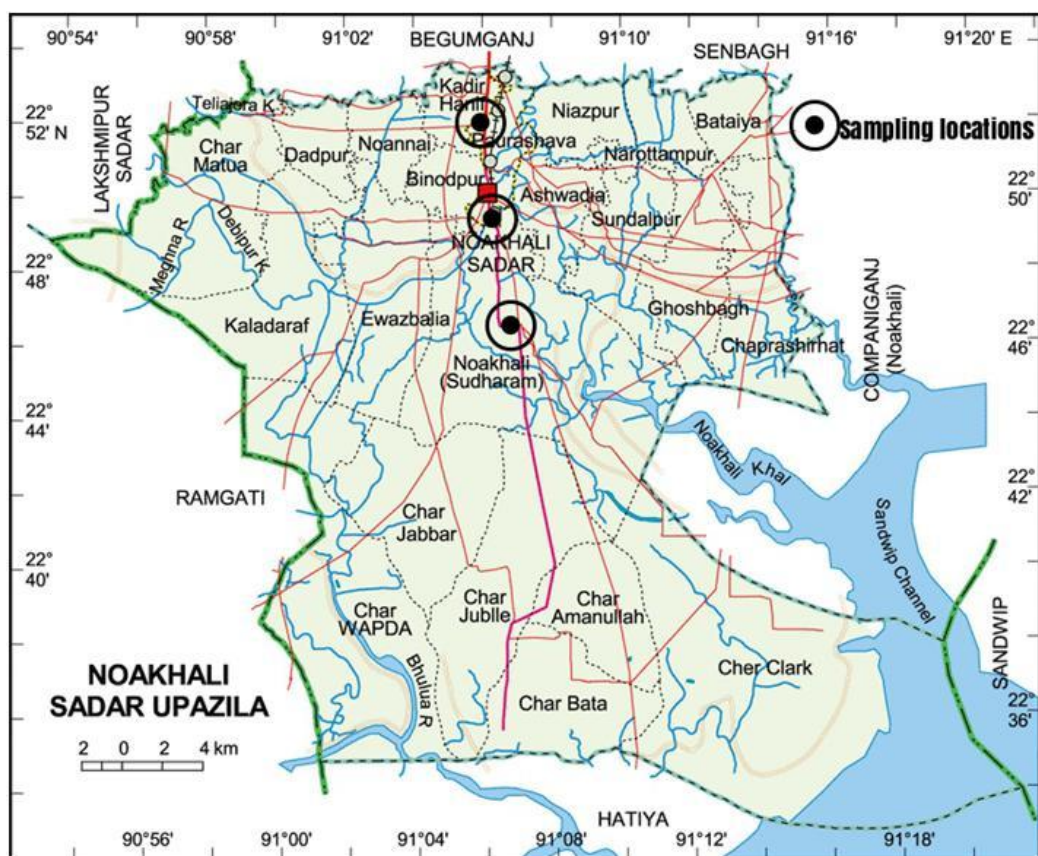 90°54' 90°58' 91°02' 91°10' 91°16' 91°20' E
BEGUMGANJ
SENBAGH
22°
52' N
Kadir
Hanif
Teliajora K.
Niazpur
Bataiya
Sampling locations
LAKSHMIPUR
SADAR
Char
Matua
Dadpur
Noannai
urashava
Narottampur
Binodpur
Ashwadia
22°
50'
Sundalpur
Meghna R
Debipur K.
NOAKHALI
SADAR
22°
48'
Kaladaraf
Ewazbalia
Ghoshbagh
Chaprashirhat
COMPANIGANJ
(Noakhali)
22°
46'
Noakhali
(Sudharam)
22°
44'
Noakhali Khal
RAMGATI
22°
42'
Char
Jabbar
Sandwip Channel
22°
40'
Char
WAPDA
Char
Jublle
Char
Amanullah
SANDWIP
Bhulua R
Cher Clark
NOAKHALI
SADAR UPAZILA
Char Bata
22°
36'
2 0 2 4 km
HATIYA
90°56' 91°00' 91°04' 91°08' 91°12' 91°18'